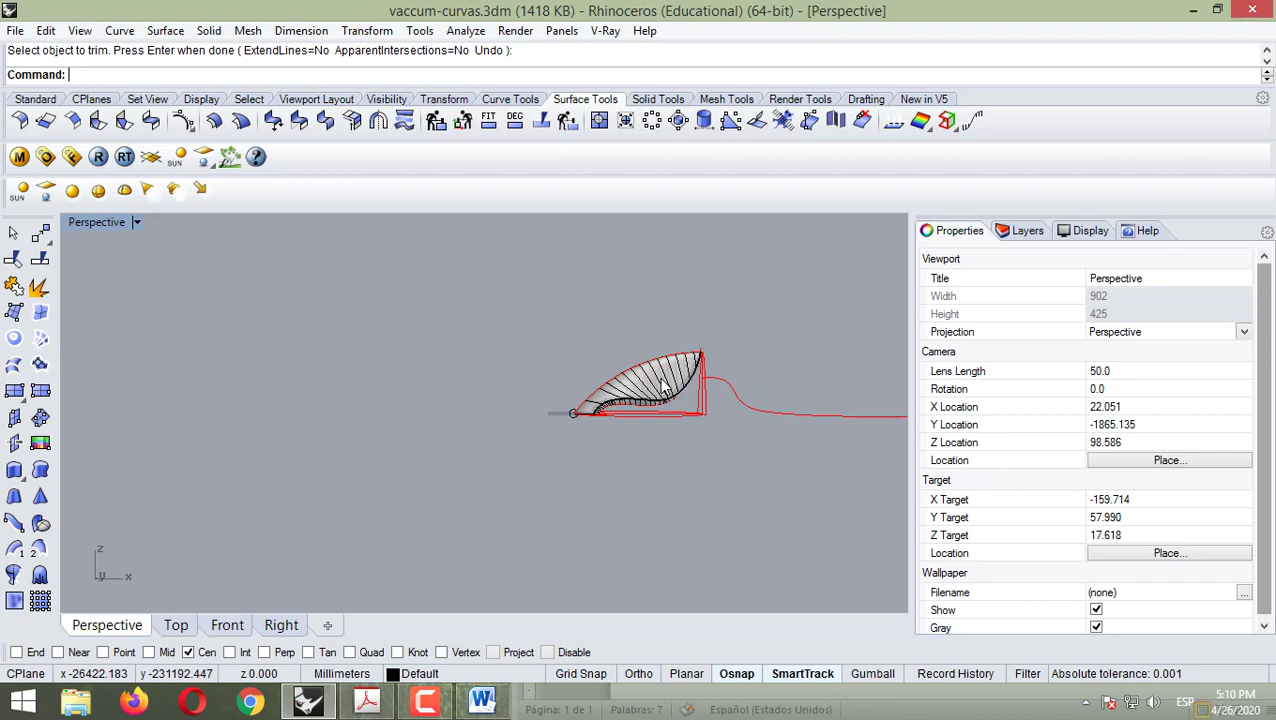 vaccum-curvas.3dm (1418 KB) - Rhinoceros (Educational) (64-bit) - [Perspective]
File Edit View Curve Surface Solid Mesh Dimension Transform Tools Analyze Render Panels V-Ray Help
Select object to trim. Press Enter when done ( ExtendLines=No ApparentIntersections=No Undo ):
Command:
Standard CPlanes Set View Display Select Viewport Layout Visibility Transform Curve Tools Surface Tools Solid Tools Mesh Tools Render Tools Drafting New in V5
FIT DEG
M O F R RT SUN ?
SUN
Perspective
Properties Layers Display Help
Viewport
Title Perspective
Width 902
Height 425
Projection Perspective
Camera
Lens Length 50.0
Rotation 0.0
X Location 22.051
Y Location -1865.135
Z Location 98.586
Location Place...
Target
X Target -159.714
Y Target 57.990
Z Target 17.618
Location Place...
Wallpaper
Filename (none) ...
Show
Gray
z
y x
1 2
Perspective Top Front Right
End Near Point Mid Cen Int Perp Tan Quad Knot Vertex Project Disable
CPlane x -26422.183 y -231192.447 z 0.000 Millimeters Default Grid Snap Ortho Planar Osnap SmartTrack Gumball Record History Filter Absolute tolerance: 0.001
Página: 1 de 1 Palabras: 7 Español (Estados Unidos)
ES 5:10 PM
4/26/2020